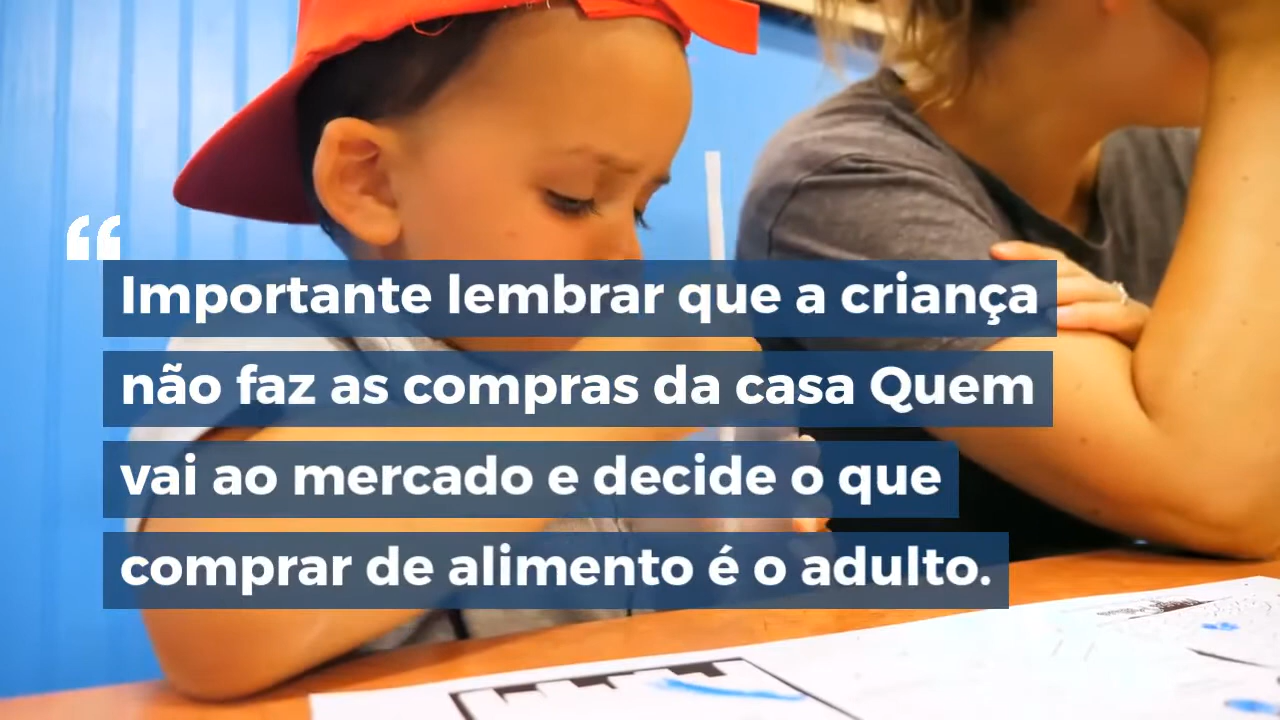 “
Importante lembrar que a criança
não faz as compras da casa Quem
vai ao mercado e decide o que
comprar de alimento é o adulto.